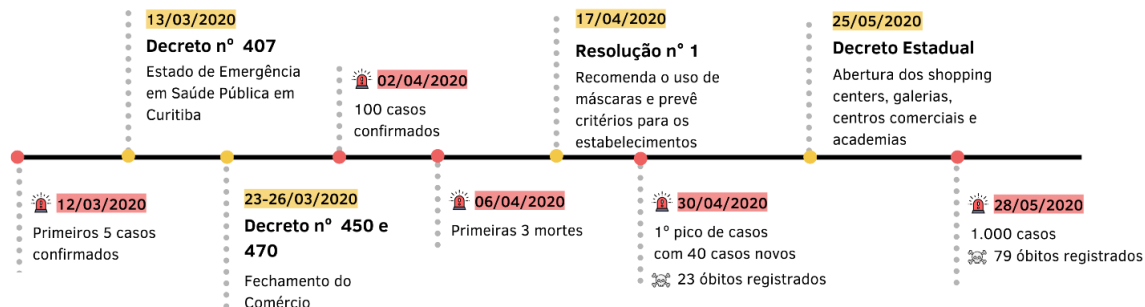 13/03/2020
Decreto nº 407
Estado de Emergência
em Saúde Pública em
Curitiba
02/04/2020
100 casos
confirmados
17/04/2020
Resolução n° 1
Recomenda o uso de
máscaras e prevê
critérios para os
estabelecimentos
25/05/2020
Decreto Estadual
Abertura dos shopping
centers, galerias,
centros comerciais e
academias
12/03/2020
Primeiros 5 casos
confirmados
23-26/03/2020
Decreto nº 450 e
470
Fechamento do
Comércio
06/04/2020
Primeiras 3 mortes
30/04/2020
1º pico de casos
com 40 casos novos
23 óbitos registrados
28/05/2020
1.000 casos
79 óbitos registrados